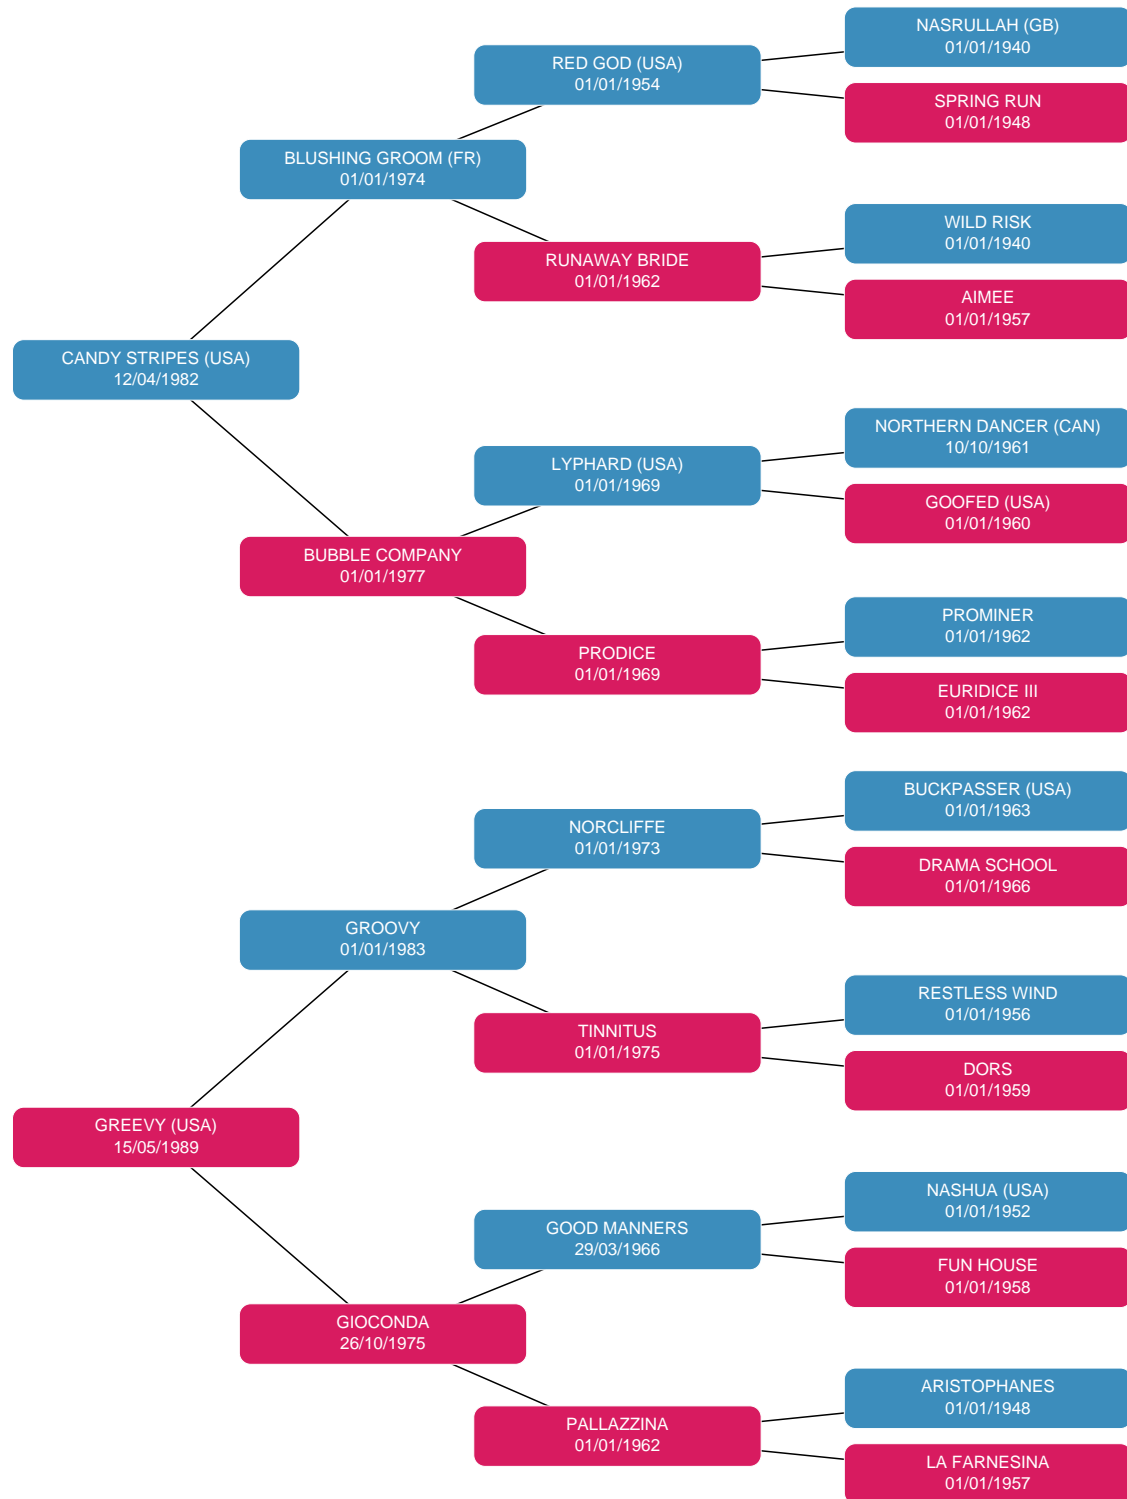 NASRULLAH (GB)
01/01/1940
RED GOD (USA)
01/01/1954
SPRING RUN
01/01/1948
BLUSHING GROOM (FR)
01/01/1974
WILD RISK
01/01/1940
RUNAWAY BRIDE
01/01/1962
AIMEE
01/01/1957
CANDY STRIPES (USA)
12/04/1982
NORTHERN DANCER (CAN)
10/10/1961
LYPHARD (USA)
01/01/1969
GOOFED (USA)
01/01/1960
BUBBLE COMPANY
01/01/1977
PROMINER
01/01/1962
PRODICE
01/01/1969
EURIDICE III
01/01/1962
BUCKPASSER (USA)
01/01/1963
NORCLIFFE
01/01/1973
DRAMA SCHOOL
01/01/1966
GROOVY
01/01/1983
RESTLESS WIND
01/01/1956
TINNITUS
01/01/1975
DORS
01/01/1959
GREEVY (USA)
15/05/1989
NASHUA (USA)
01/01/1952
GOOD MANNERS
29/03/1966
FUN HOUSE
01/01/1958
GIOCONDA
26/10/1975
ARISTOPHANES
01/01/1948
PALLAZZINA
01/01/1962
LA FARNESINA
01/01/1957